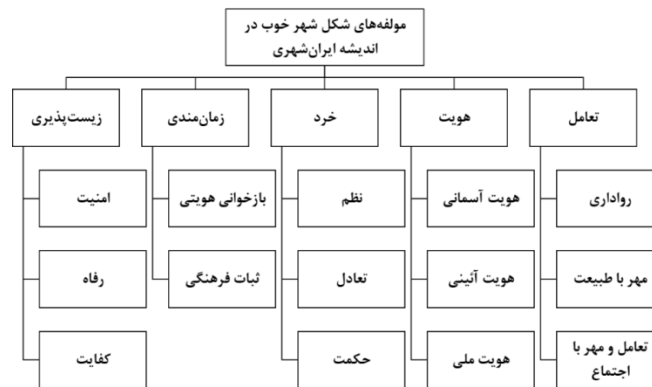 مولفه‌های شکل شهر خوب در
اندیشه ایران‌شهری
تعامل
هویت
خرد
زمان‌مندی
زیست‌پذیری
رواداری
هویت آسمانی
نظم
بازخوانی هویتی
امنیت
مهر با طبیعت
هویت آئینی
تعادل
ثبات فرهنگی
رفاه
تعامل و مهر با
اجتماع
هویت ملی
حکمت
کفایت